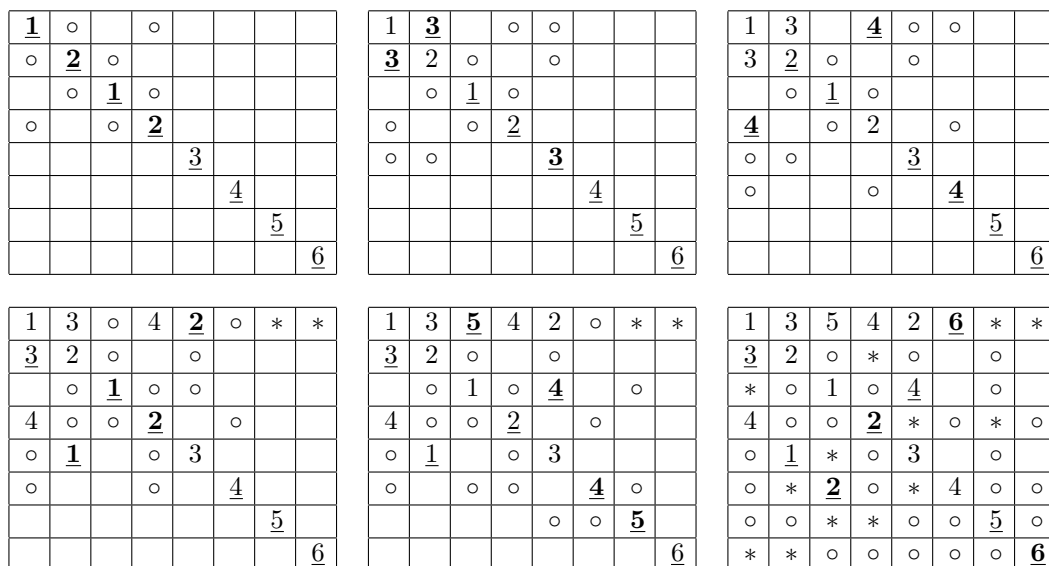 1 ∘ ∘
∘ 2 ∘
∘ 1 ∘
∘ ∘ 2
3
4
5
6
1 3 ∘ ∘
3 2 ∘ ∘
∘ 1 ∘
∘ ∘ 2
∘ ∘ 3
4
5
6
1 3 4 ∘ ∘
3 2 ∘ ∘
∘ 1 ∘
4 ∘ 2 ∘
∘ ∘ 3
∘ ∘ 4
5
6
1 3 ∘ 4 2 ∘ * *
3 2 ∘ ∘
∘ 1 ∘ ∘
4 ∘ ∘ 2 ∘
∘ 1 ∘ 3
∘ ∘ 4
5
6
1 3 5 4 2 ∘ * *
3 2 ∘ ∘
∘ 1 ∘ 4 ∘
4 ∘ ∘ 2 ∘
∘ 1 ∘ 3
∘ ∘ ∘ 4 ∘
∘ ∘ 5
6
1 3 5 4 2 6 * *
3 2 ∘ * ∘ ∘
* ∘ 1 ∘ 4 ∘
4 ∘ ∘ 2 * ∘ * ∘
∘ 1 * ∘ 3 ∘
∘ * 2 ∘ * 4 ∘ ∘
∘ ∘ * * ∘ ∘ 5 ∘
* * ∘ ∘ ∘ ∘ ∘ 6